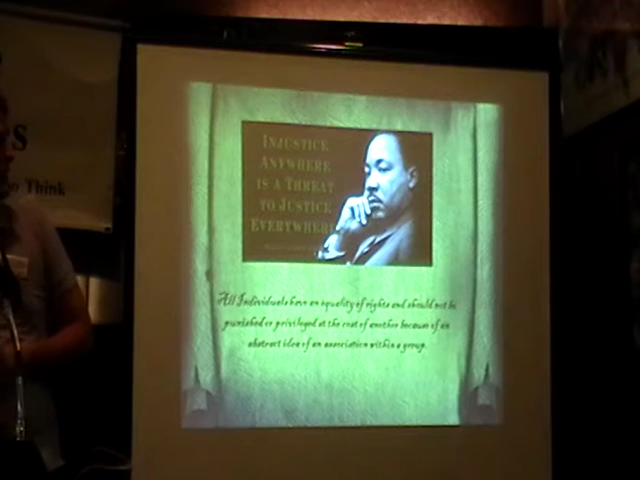 INJUSTICE
ANYWHERE
IS A THREAT
TO JUSTICE
EVERYWHERE
All Individuals have an equality of rights and should not be
punished or privileged at the cost of another because of an
abstract idea of an association within a group.
S
o Think